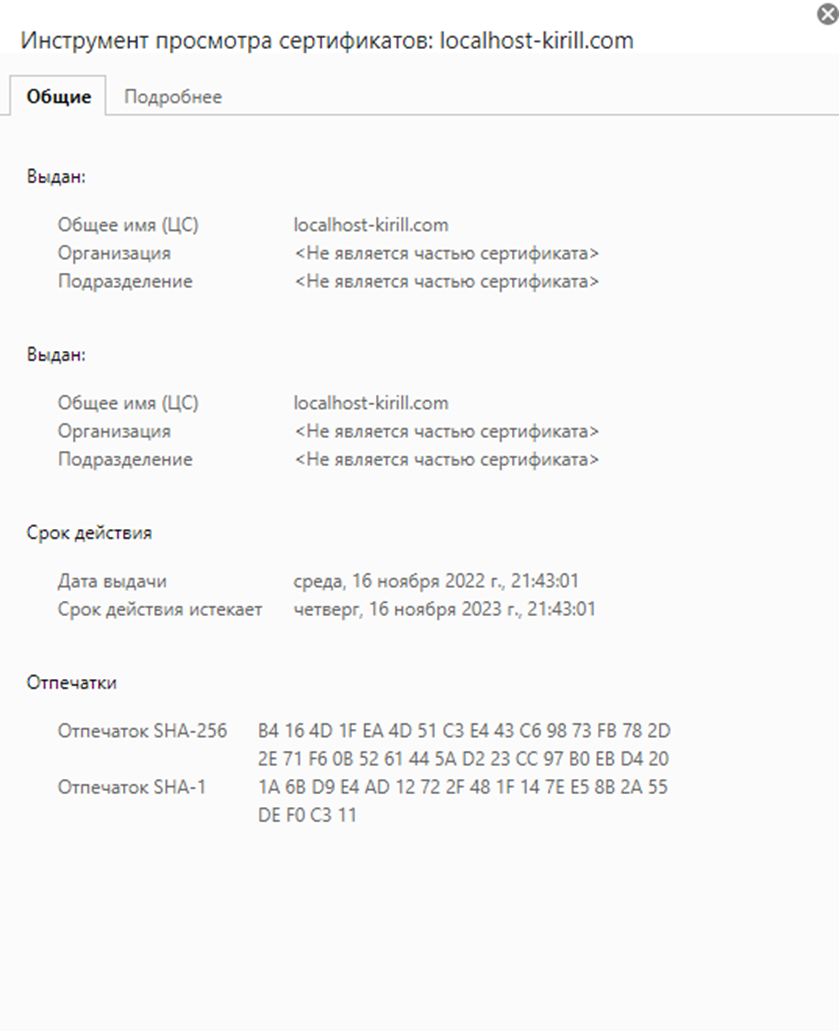 Инструмент просмотра сертификатов: localhost-kirill.com
Общие Подробнее
Выдан:
Общее имя (ЦС) localhost-kirill.com
Организация <Не является частью сертификата>
Подразделение <Не является частью сертификата>
Выдан:
Общее имя (ЦС) localhost-kirill.com
Организация <Не является частью сертификата>
Подразделение <Не является частью сертификата>
Срок действия
Дата выдачи среда, 16 ноября 2022 г., 21:43:01
Срок действия истекает четверг, 16 ноября 2023 г., 21:43:01
Отпечатки
Отпечаток SHA-256 B4 16 4D 1F EA 4D 51 C3 E4 43 C6 98 73 FB 78 2D
2E 71 F6 0B 52 61 44 5A D2 23 CC 97 B0 EB D4 20
Отпечаток SHA-1 1A 6B D9 E4 AD 12 72 2F 48 1F 14 7E E5 8B 2A 55
DE F0 C3 11